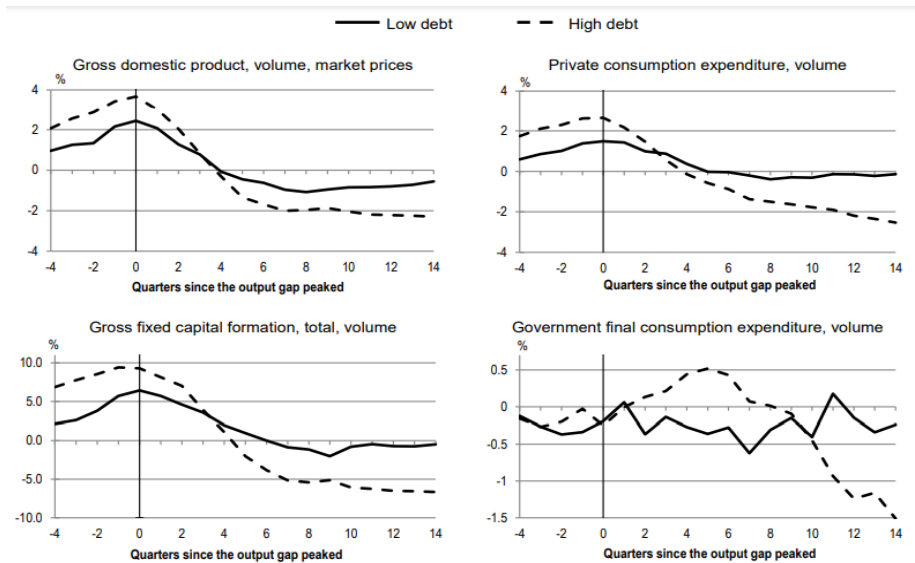 Low debt High debt
Gross domestic product, volume, market prices
%
4
2
0
-2
-4
-4 -2 0 2 4 6 8 10 12 14
Quarters since the output gap peaked
Private consumption expenditure, volume
%
4
2
0
-2
-4
-4 -2 0 2 4 6 8 10 12 14
Quarters since the output gap peaked
Gross fixed capital formation, total, volume
%
10.0
5.0
0.0
-5.0
-10.0
-4 -2 0 2 4 6 8 10 12 14
Quarters since the output gap peaked
Government final consumption expenditure, volume
%
0.5
0
-0.5
-1
-1.5
-4 -2 0 2 4 6 8 10 12 14
Quarters since the output gap peaked